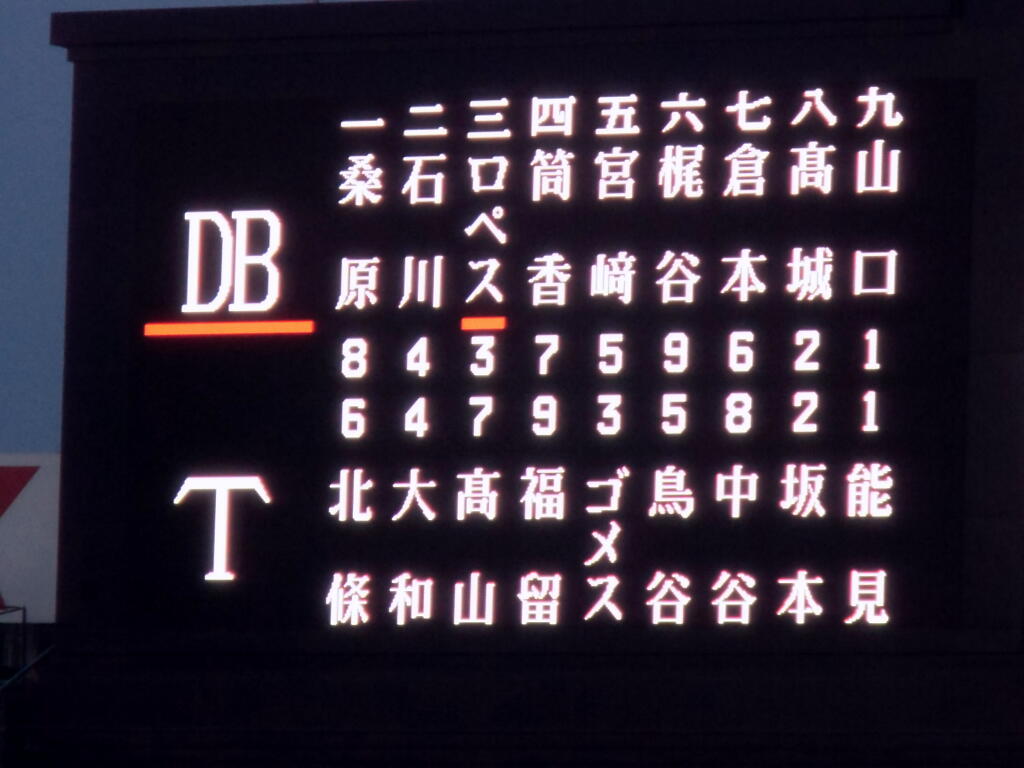 一 二 三 四 五 六 七 八 九
DB
桑原 石川 ロペス 筒香 宮﨑 梶谷 倉本 髙城 山口
8 4 3 7 5 9 6 2 1
6 4 7 9 3 5 8 2 1
T
北條 大和 髙山 福留 ゴメス 鳥谷 中谷 坂本 能見